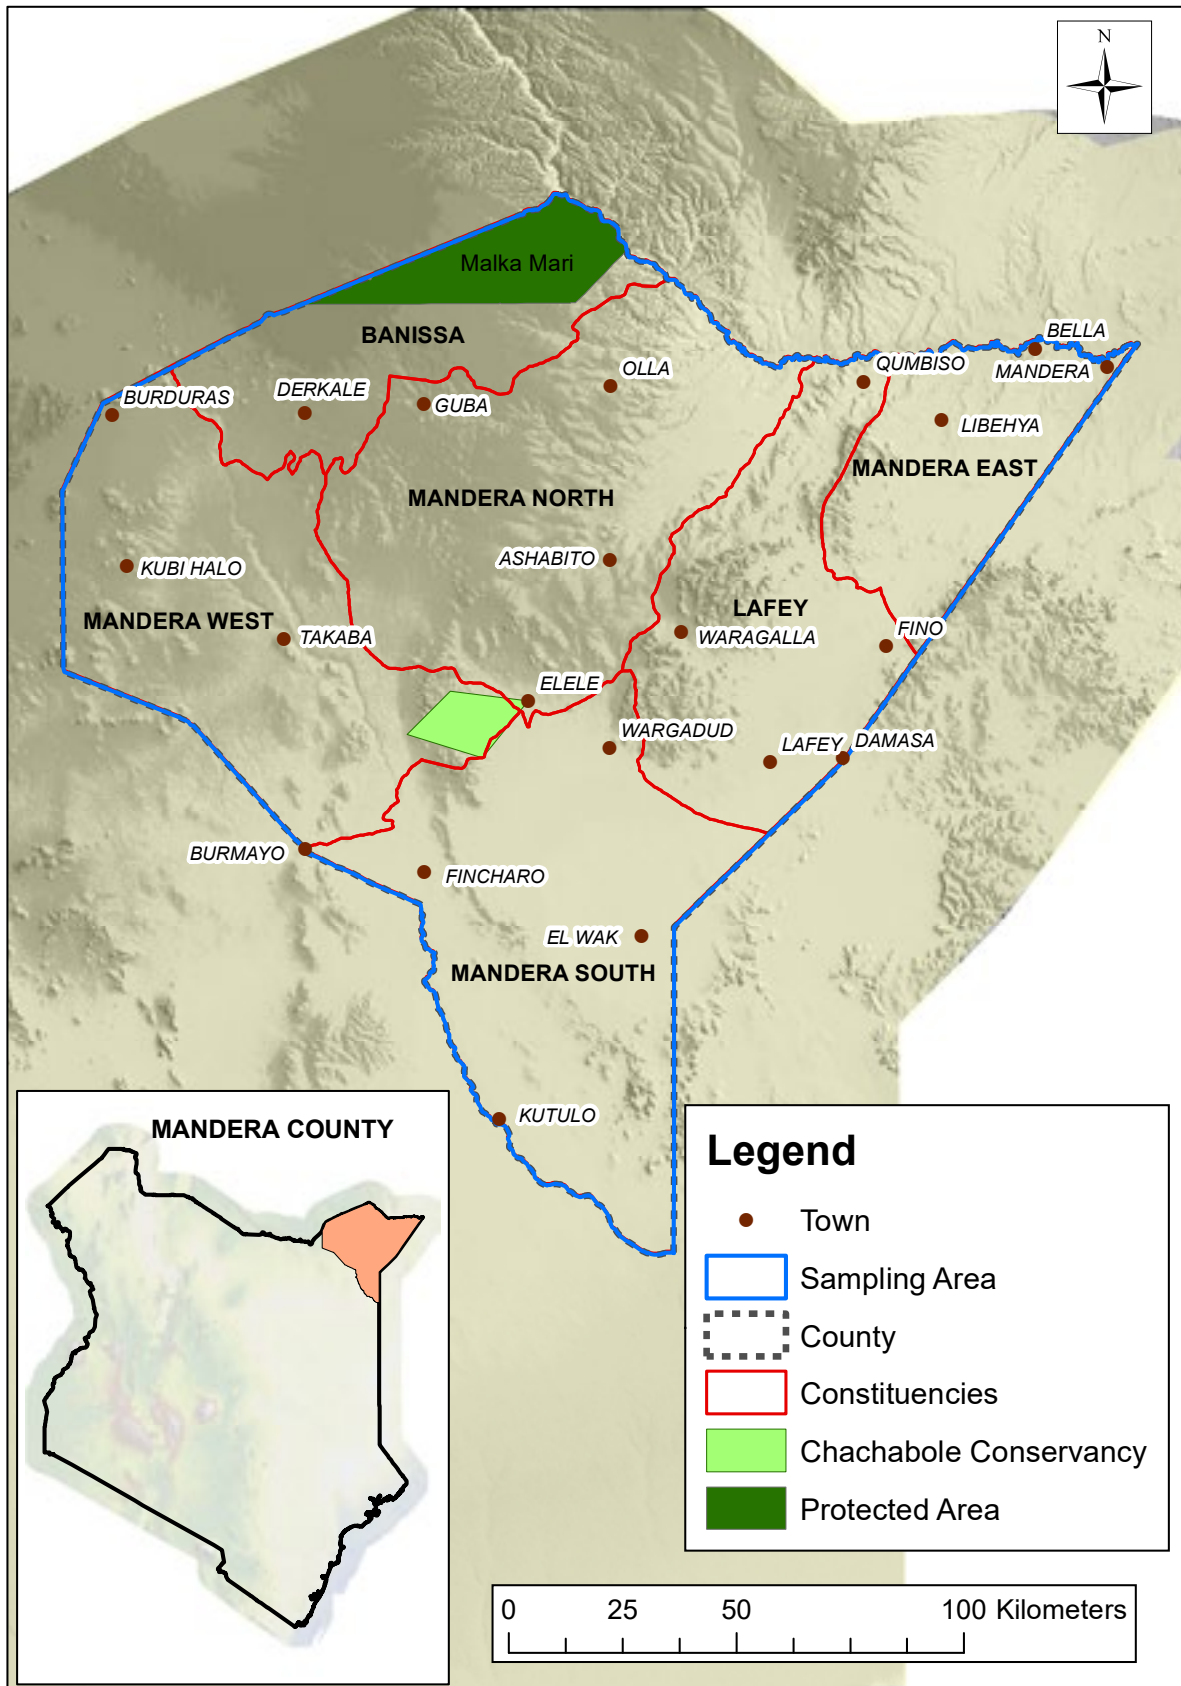 N
Malka Mari
BANISSA
BELLA
QUMBISO
MANDERA
OLLA
BURDURAS
DERKALE
GUBA
LIBEHYA
MANDERA EAST
MANDERA NORTH
ASHABITO
KUBI HALO
LAFEY
MANDERA WEST
TAKABA
WARAGALLA
FINO
ELELE
WARGADUD
LAFEY
DAMASA
BURMAYO
FINCHARO
EL WAK
MANDERA SOUTH
KUTULO
MANDERA COUNTY
Legend
Town
Sampling Area
County
Constituencies
Chachabole Conservancy
Protected Area
0 25 50 100 Kilometers